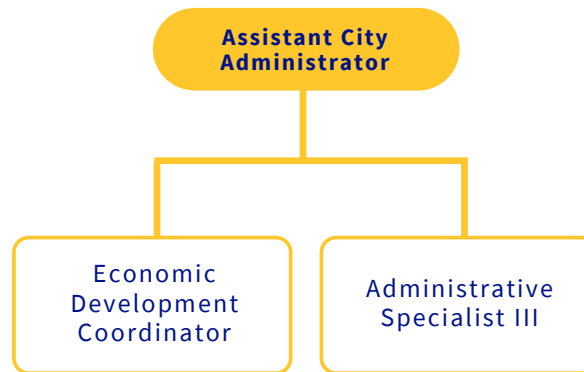 Assistant City
Administrator
Economic
Development
Coordinator
Administrative
Specialist III